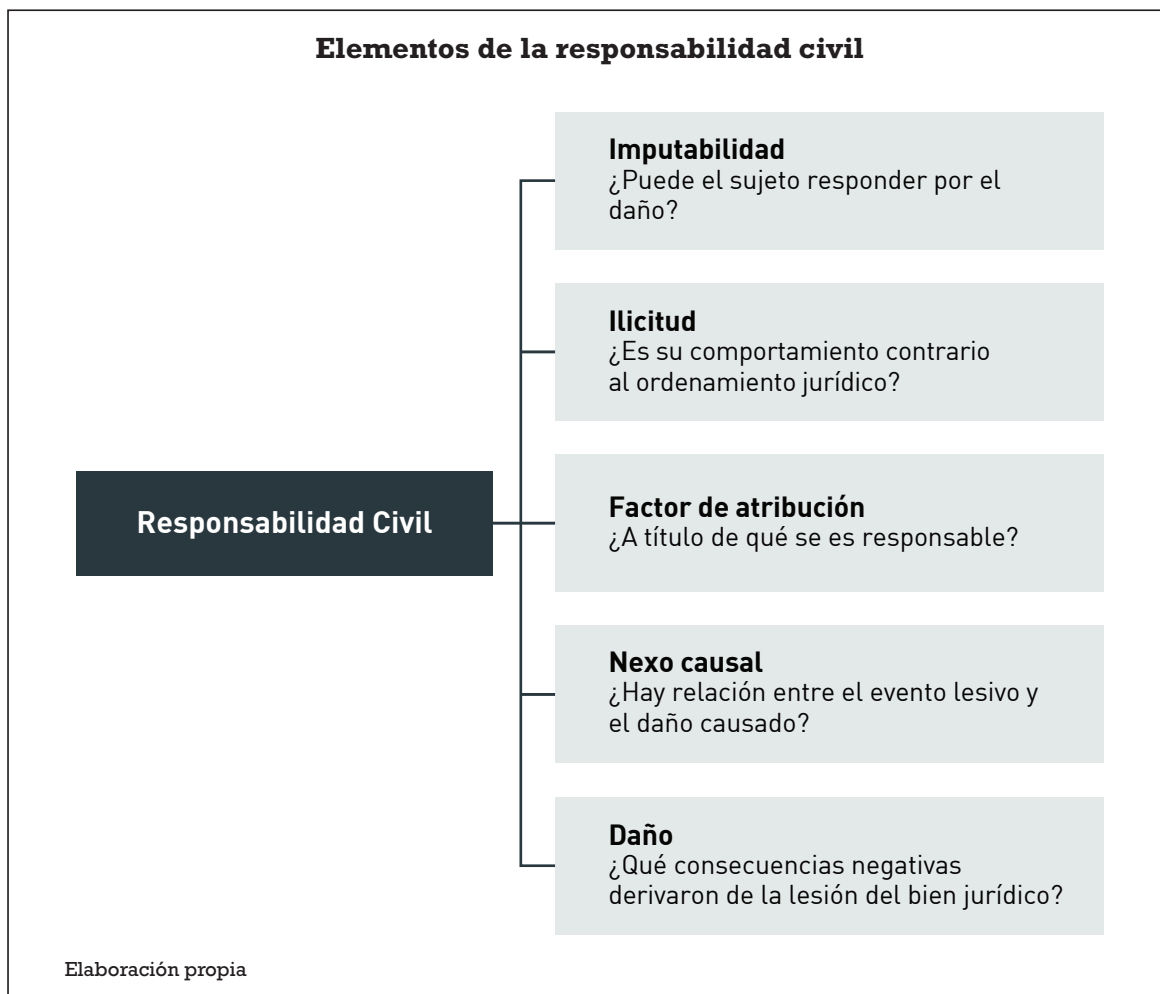 Elementos de la responsabilidad civil
Responsabilidad Civil
Imputabilidad
¿Puede el sujeto responder por el
daño?
Ilicitud
¿Es su comportamiento contrario
al ordenamiento jurídico?
Factor de atribución
¿A título de qué se es responsable?
Nexo causal
¿Hay relación entre el evento lesivo y
el daño causado?
Daño
¿Qué consecuencias negativas
derivaron de la lesión del bien jurídico?
Elaboración propia